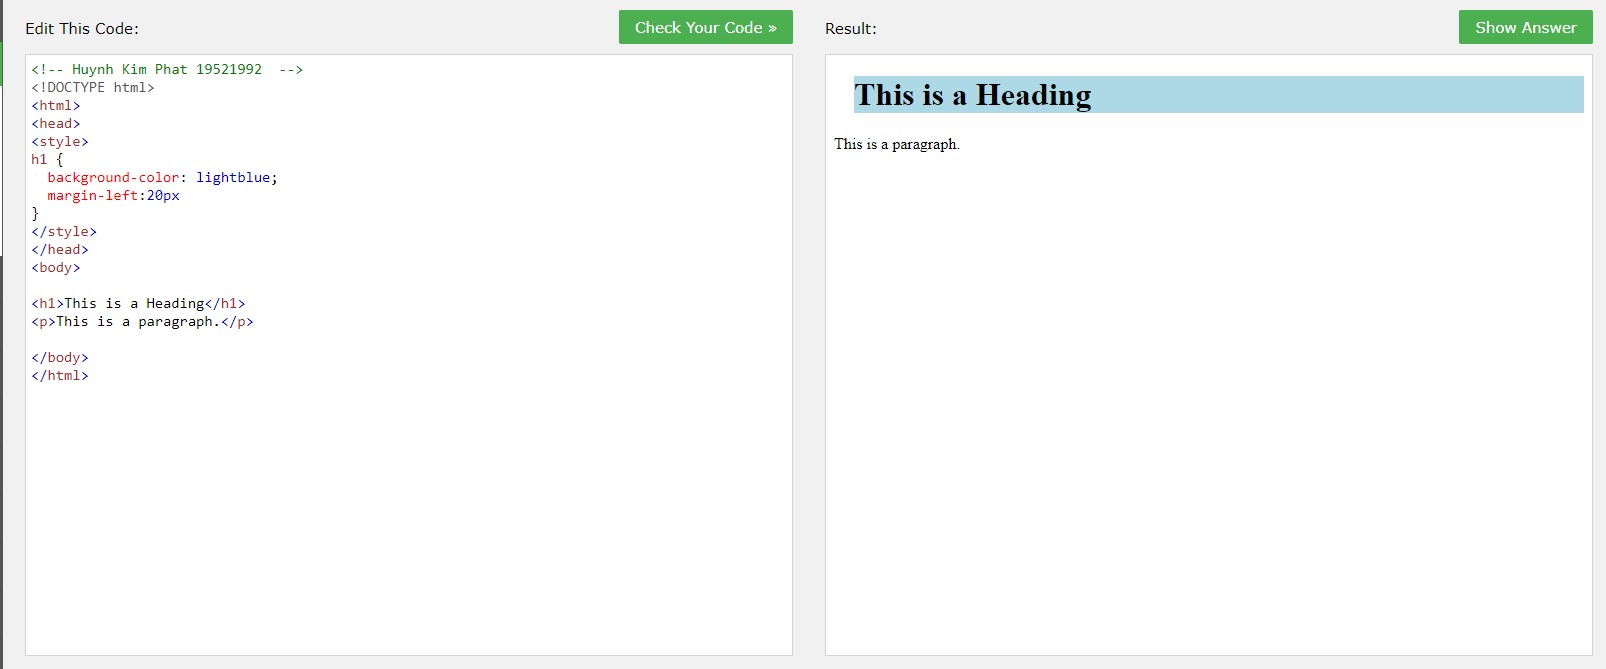 Edit This Code:
Check Your Code »
<!-- Huynh Kim Phat 19521992  -->
<!DOCTYPE html>
<html>
<head>
<style>
h1 {
  background-color: lightblue;
  margin-left:20px
}
</style>
</head>
<body>

<h1>This is a Heading</h1>
<p>This is a paragraph.</p>

</body>
</html>
Result:
Show Answer
This is a Heading
This is a paragraph.